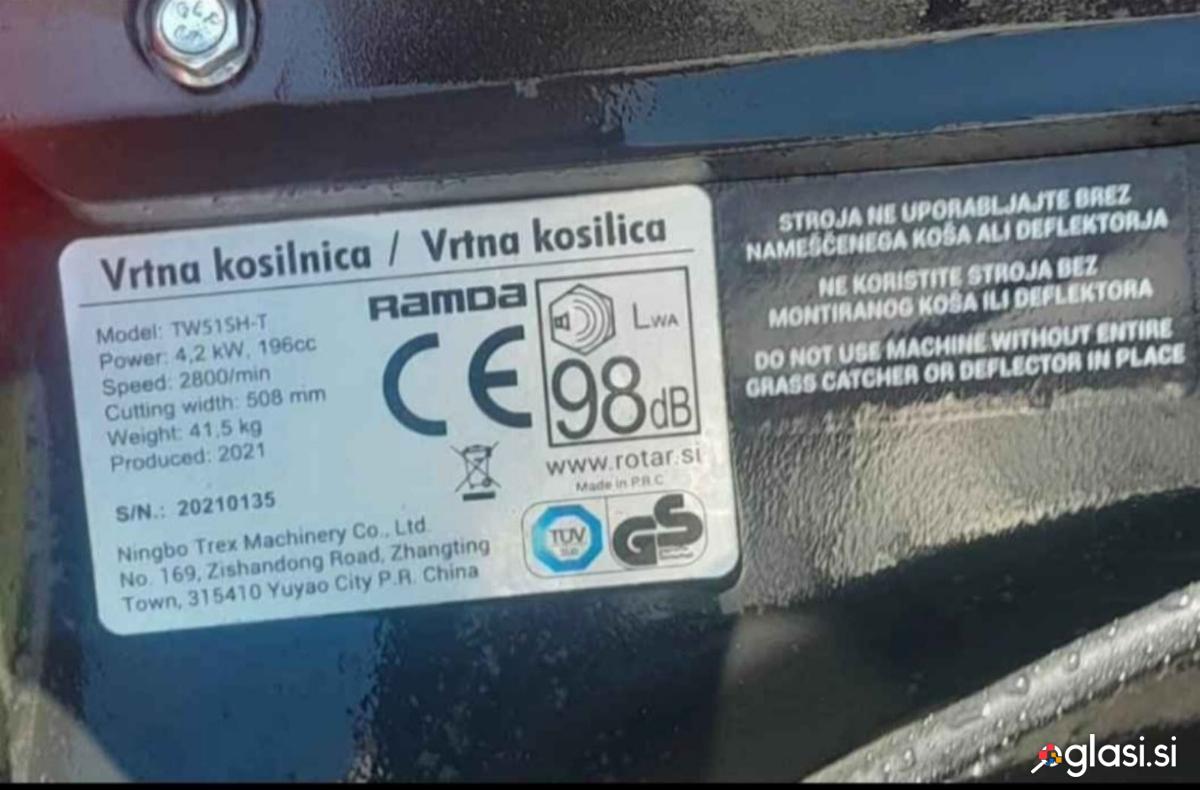 Vrtna kosilnica / Vrtna kosilica
Model: TW51SH-T
Power: 4,2 kW, 196cc
Speed: 2800/min
Cutting width: 508 mm
Weight: 41,5 kg
Produced: 2021
S/N.: 20210135
Ningbo Trex Machinery Co., Ltd.
No. 169, Zishandong Road, Zhangting
Town, 315410 Yuyao City P.R. China
RAMDA
CE
LWA
98dB
www.rotar.si
Made in P.R.C
TÜV
SÜD
GS
STROJA NE UPORABLJAJTE BREZ
NAMEŠČENEGA KOŠA ALI DEFLEKTORJA
NE KORISTITE STROJA BEZ
MONTIRANOG KOŠA ILI DEFLEKTORA
DO NOT USE MACHINE WITHOUT ENTIRE
GRASS CATCHER OR DEFLECTOR IN PLACE
oglasi.si